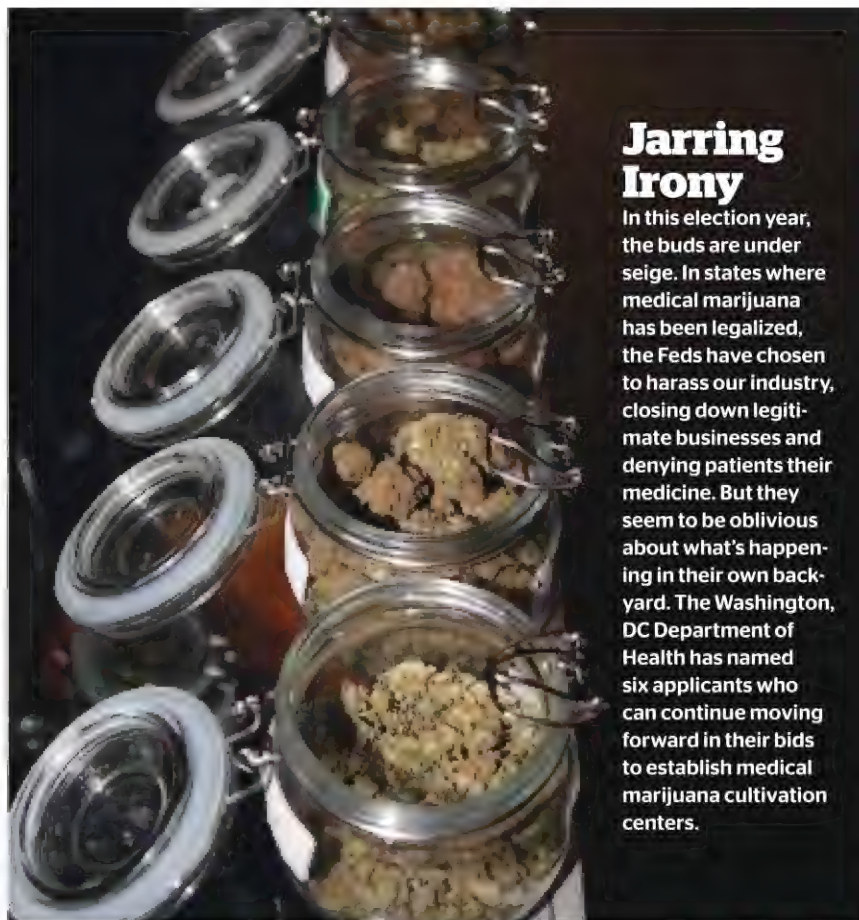 Jarring
Irony
In this election year,
the buds are under
seige. In states where
medical marijuana
has been legalized,
the Feds have chosen
to harass our industry,
closing down legiti-
mate businesses and
denying patients their
medicine. But they
seem to be oblivious
about what's happen-
ing in their own back-
yard. The Washington,
DC Department of
Health has named
six applicants who
can continue moving
forward in their bids
to establish medical
marijuana cultivation
centers.